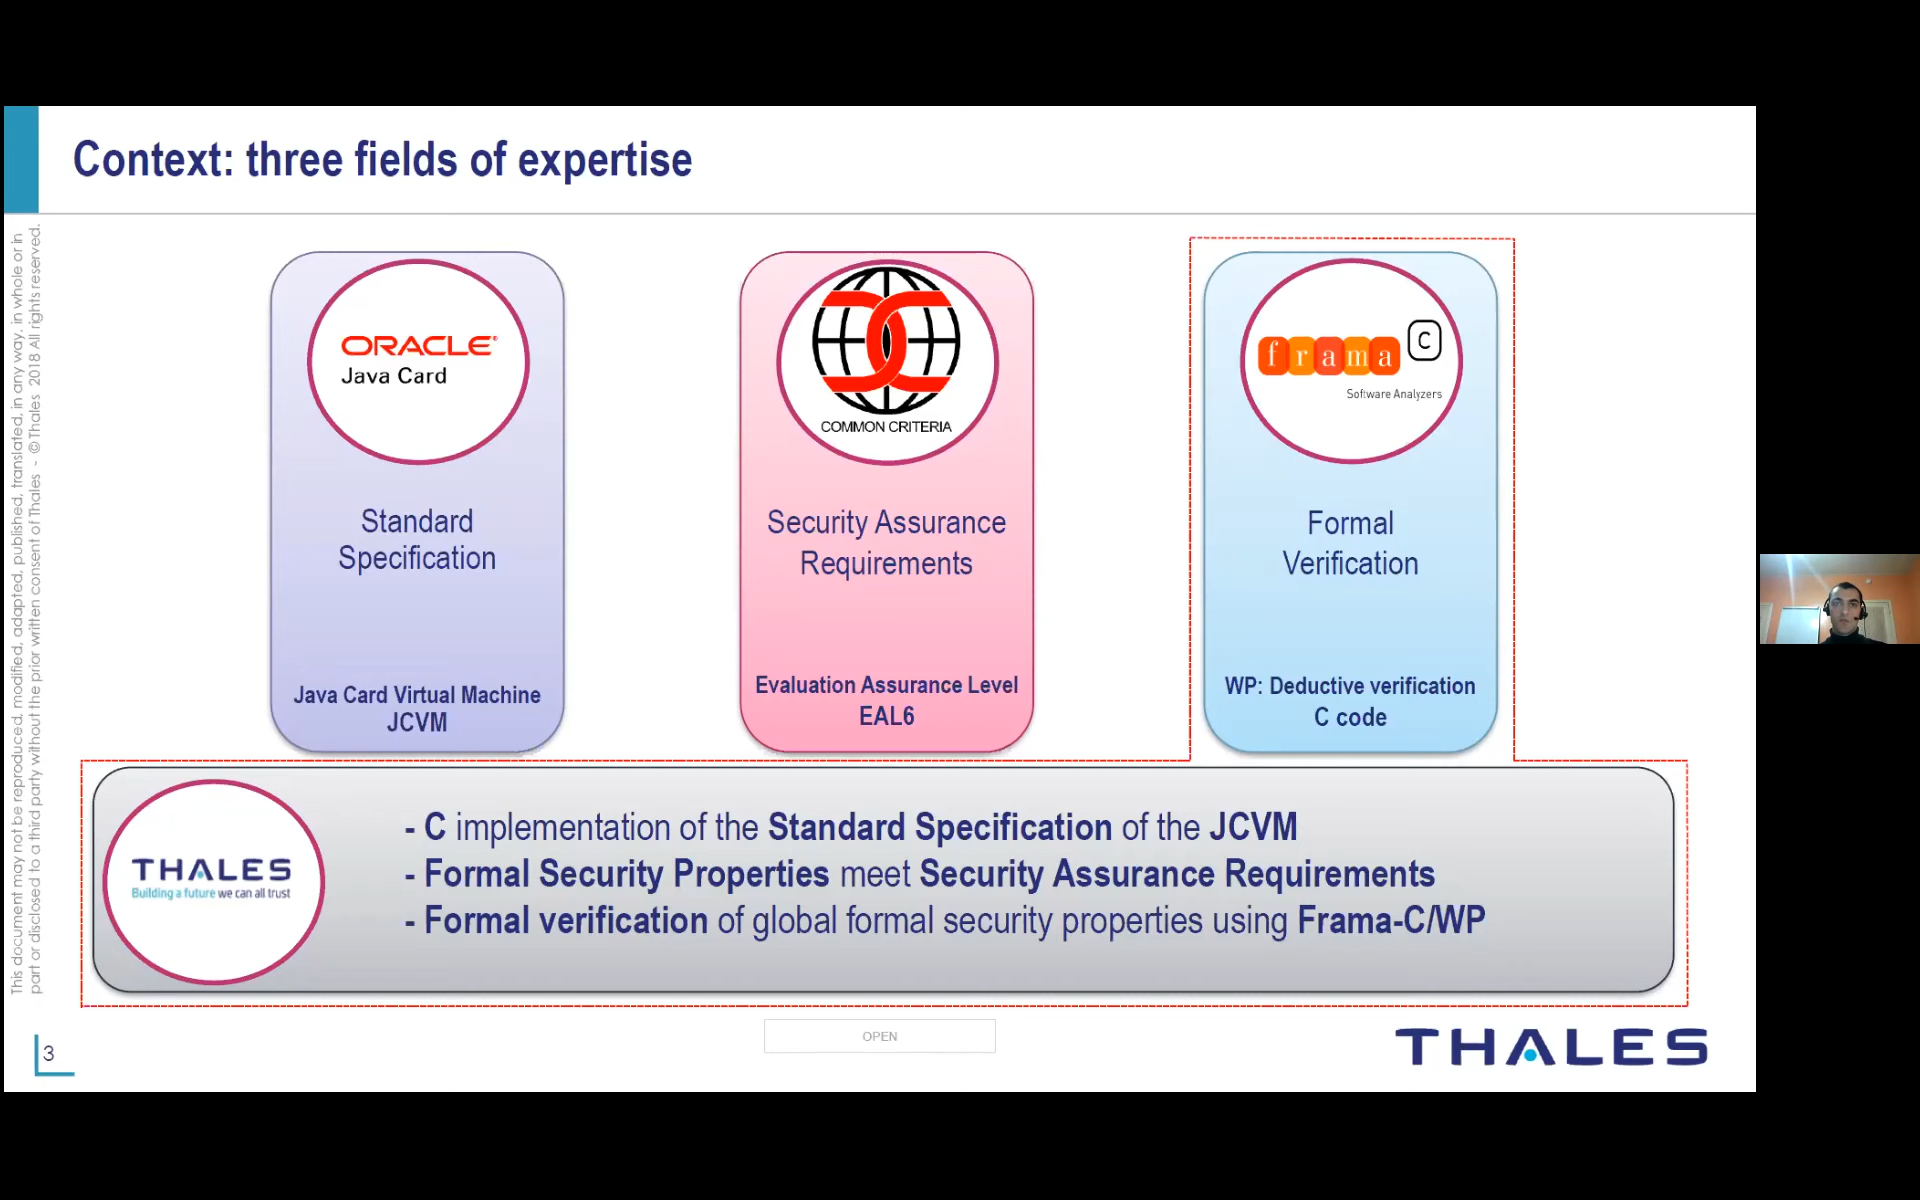 Context: three fields of expertise
This document may not be reproduced, modified, adapted, published, translated, in any way, in whole or in
part or disclosed to a third party without the prior written consent of Thales - © Thales 2018 All rights reserved.
ORACLE
Java Card
Standard
Specification
Java Card Virtual Machine
JCVM
COMMON CRITERIA
Security Assurance
Requirements
Evaluation Assurance Level
EAL6
frama C
Software Analyzers
Formal
Verification
WP: Deductive verification
C code
THALES
Building a future we can all trust
- C implementation of the Standard Specification of the JCVM
- Formal Security Properties meet Security Assurance Requirements
- Formal verification of global formal security properties using Frama-C/WP
3
OPEN
THALES